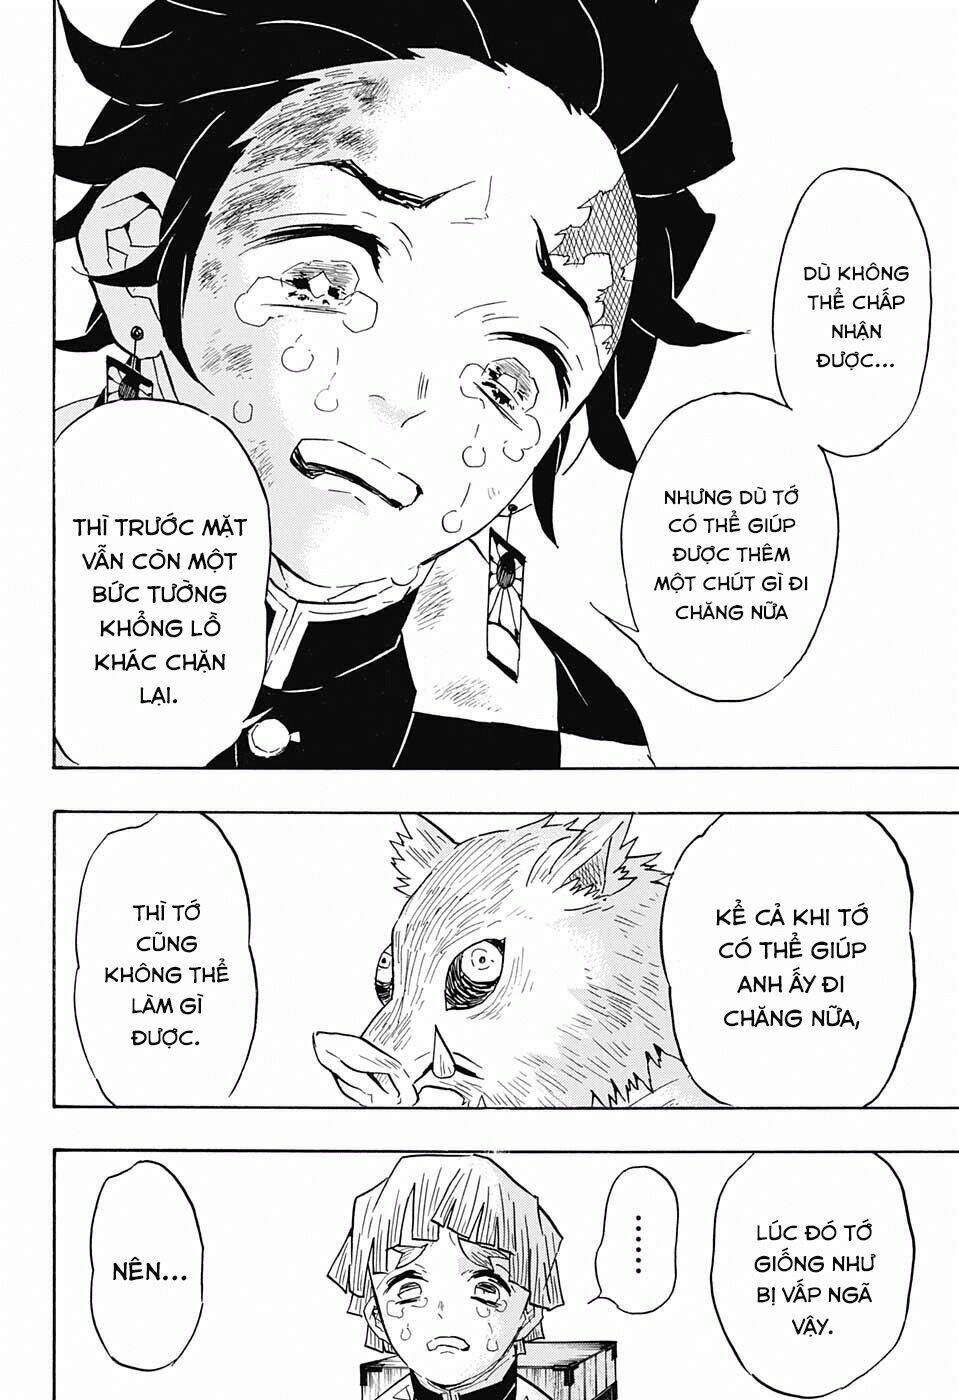 DÙ KHÔNG
THỂ CHẤP
NHẬN
ĐƯỢC...
NHƯNG DÙ TỚ
CÓ THỂ GIÚP
ĐƯỢC THÊM
MỘT CHÚT GÌ ĐI
CHĂNG NỮA
THÌ TRƯỚC MẶT
VẪN CÒN MỘT
BỨC TƯỜNG
KHỔNG LỒ
KHÁC CHẶN
LẠI.
KỂ CẢ KHI TỚ
CÓ THỂ GIÚP
ANH ẤY ĐI
CHĂNG NỮA,
THÌ TỚ
CŨNG
KHÔNG THỂ
LÀM GÌ
ĐƯỢC.
LÚC ĐÓ TỚ
GIỐNG NHƯ
BỊ VẤP NGÃ
VẬY.
......
NÊN...